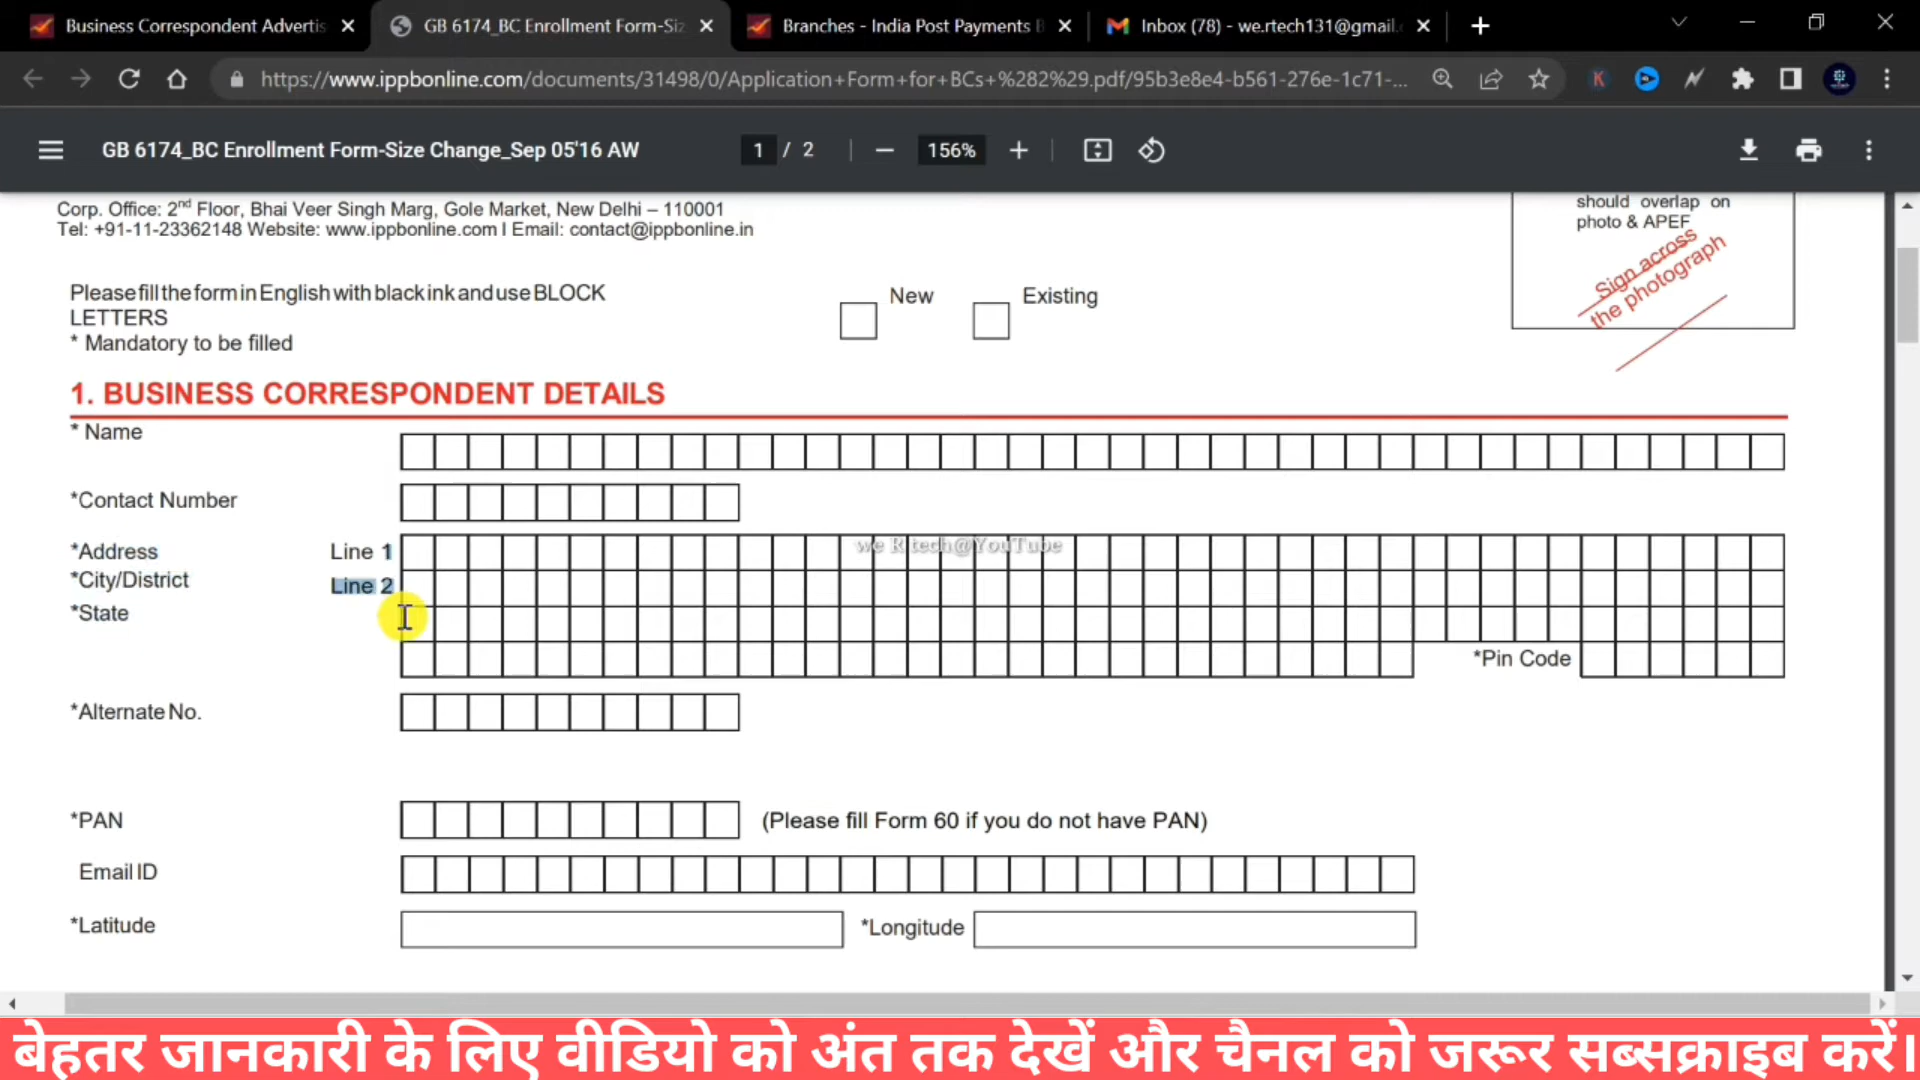 Business Correspondent Advertis
GB 6174_BC Enrollment Form-Siz
Branches - India Post Payments B
Inbox (78) - we.rtech131@gmail.
https://www.ippbonline.com/documents/31498/0/Application+Form+for+BCs+%282%29.pdf/95b3e8e4-b561-276e-1c71-...
GB 6174_BC Enrollment Form-Size Change_Sep 05'16 AW
1 / 2
156%
Corp. Office: 2nd Floor, Bhai Veer Singh Marg, Gole Market, New Delhi – 110001
Tel: +91-11-23362148 Website: www.ippbonline.com I Email: contact@ippbonline.in
should overlap on
photo & APEF
Sign across
the photograph
Please fill the form in English with black ink and use BLOCK
LETTERS
* Mandatory to be filled
New
Existing
1. BUSINESS CORRESPONDENT DETAILS
* Name
*Contact Number
*Address Line 1
*City/District Line 2
*State
*Pin Code
we R tech@YouTube
*Alternate No.
*PAN (Please fill Form 60 if you do not have PAN)
Email ID
*Latitude *Longitude
बेहतर जानकारी के लिए वीडियो को अंत तक देखें और चैनल को जरूर सब्सक्राइब करें।